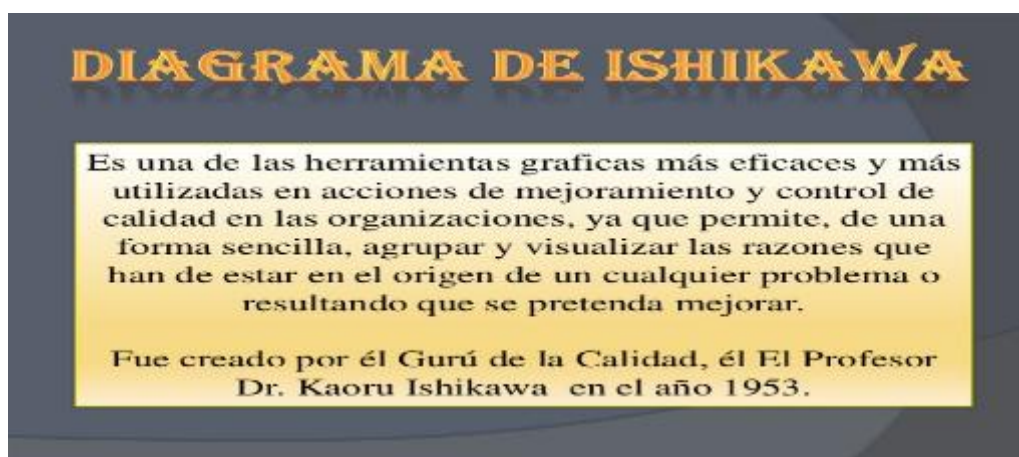 DIAGRAMA DE ISHIKAWA
Es una de las herramientas graficas más eficaces y más
utilizadas en acciones de mejoramiento y control de
calidad en las organizaciones, ya que permite, de una
forma sencilla, agrupar y visualizar las razones que
han de estar en el origen de un cualquier problema o
resultando que se pretenda mejorar.
Fue creado por él Gurú de la Calidad, él El Profesor
Dr. Kaoru Ishikawa en el año 1953.